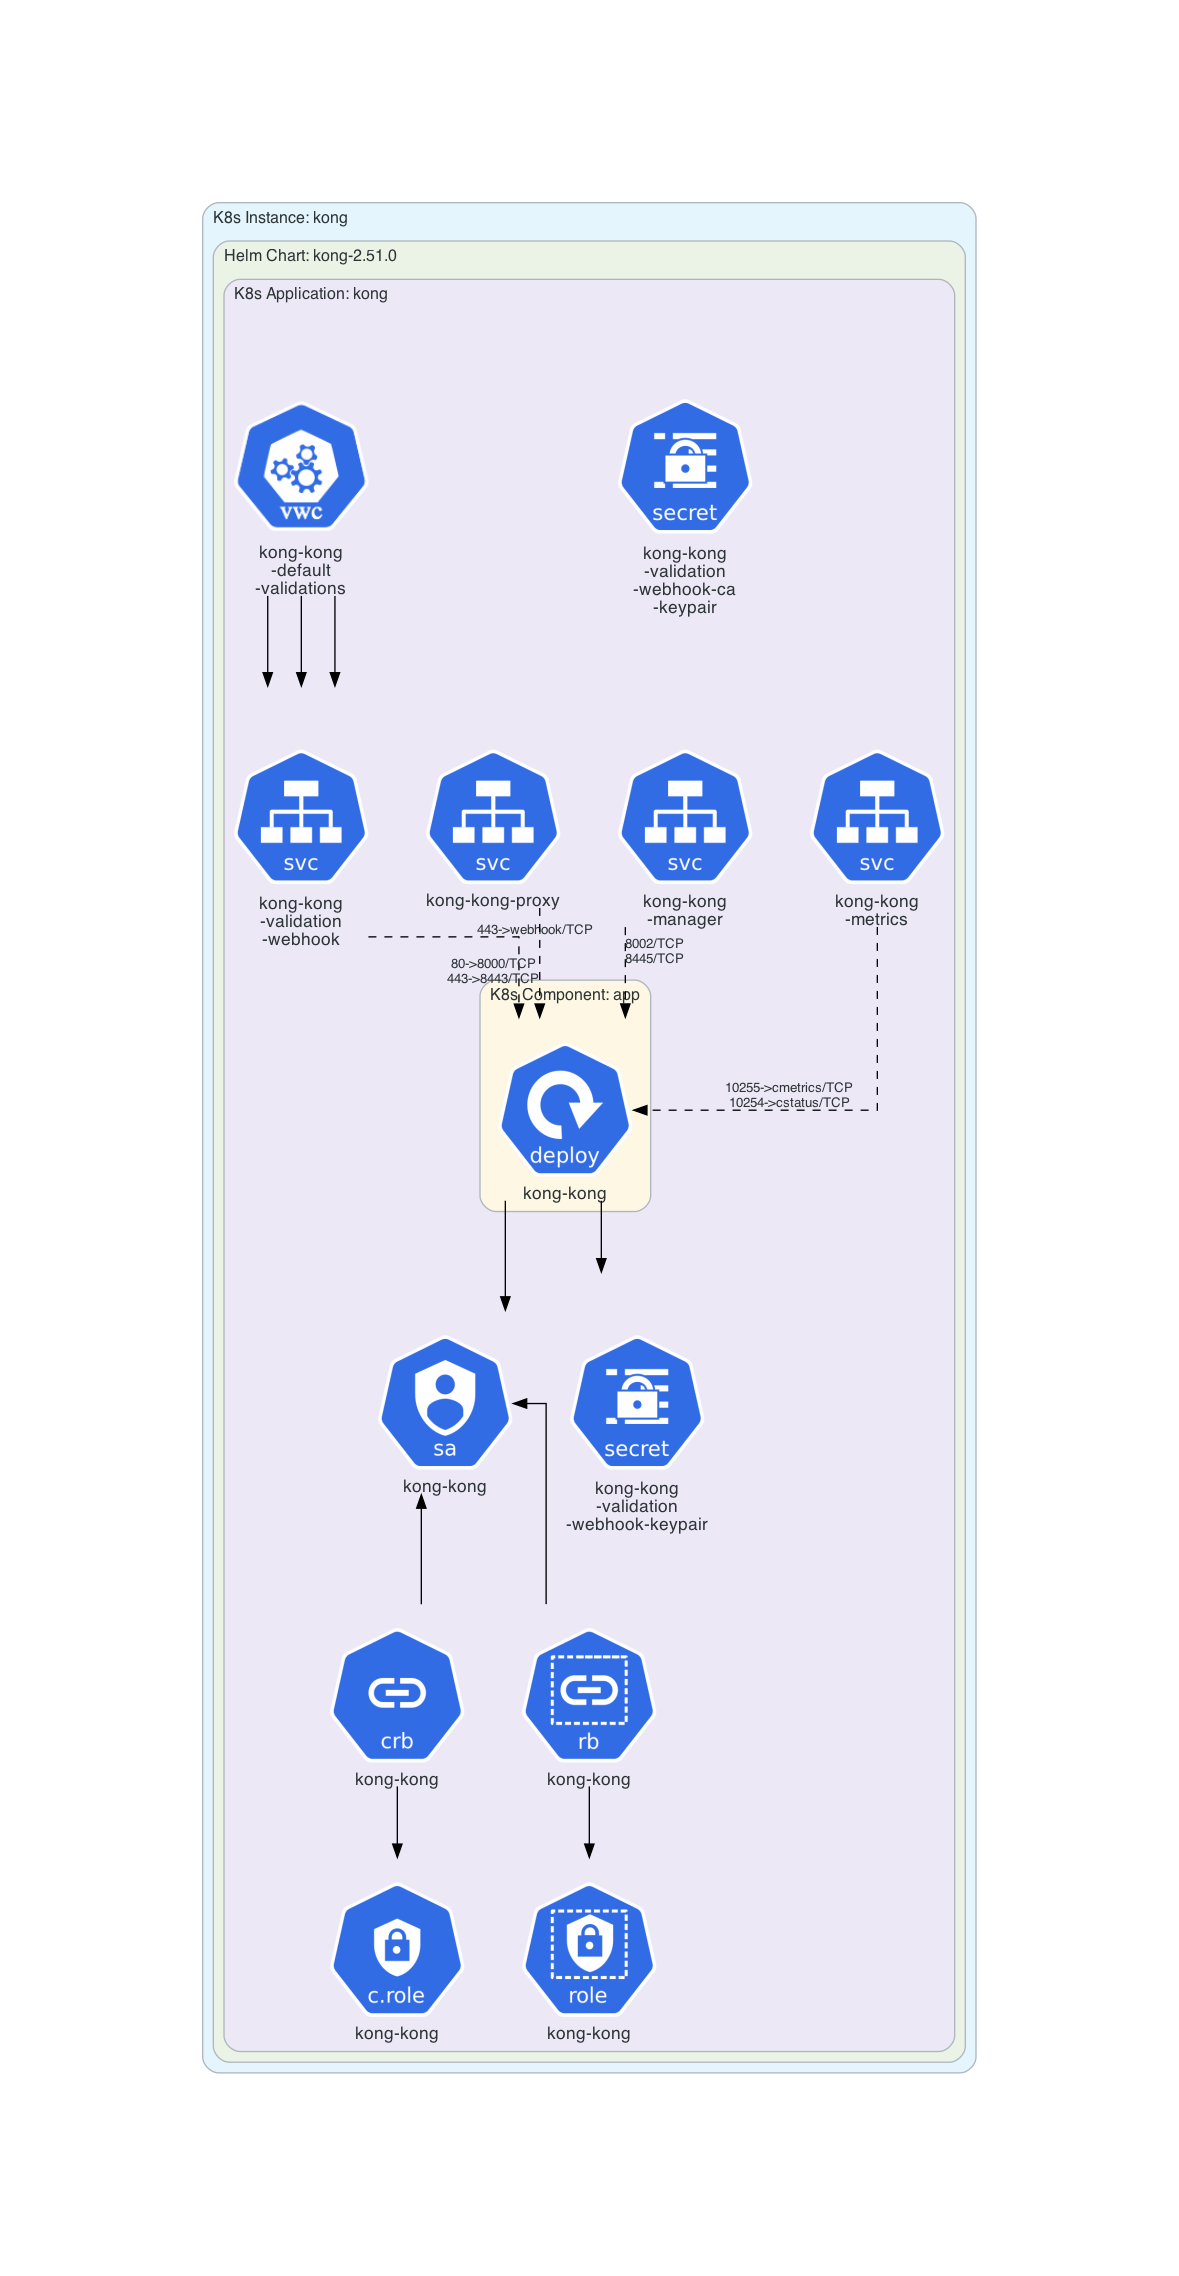 K8s Instance: kong
Helm Chart: kong-2.51.0
K8s Application: kong
vwc
kong-kong
-default
-validations
secret
kong-kong
-validation
-webhook-ca
-keypair
svc
kong-kong
-validation
-webhook
svc
kong-kong-proxy
svc
kong-kong
-manager
svc
kong-kong
-metrics
443->webhook/TCP
80->8000/TCP
443->8443/TCP
8002/TCP
8445/TCP
K8s Component: app
10255->cmetrics/TCP
10254->cstatus/TCP
deploy
kong-kong
sa
kong-kong
secret
kong-kong
-validation
-webhook-keypair
crb
kong-kong
rb
kong-kong
c.role
kong-kong
role
kong-kong